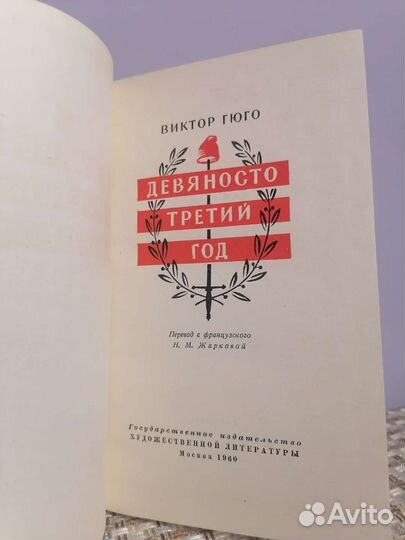 ВИКТОР ГЮГО
ДЕВЯНОСТО
ТРЕТИЙ
ГОД
Перевод с французского
Н. М. Жарковой
Государственное издательство
ХУДОЖЕСТВЕННОЙ ЛИТЕРАТУРЫ
Москва 1960
Avito